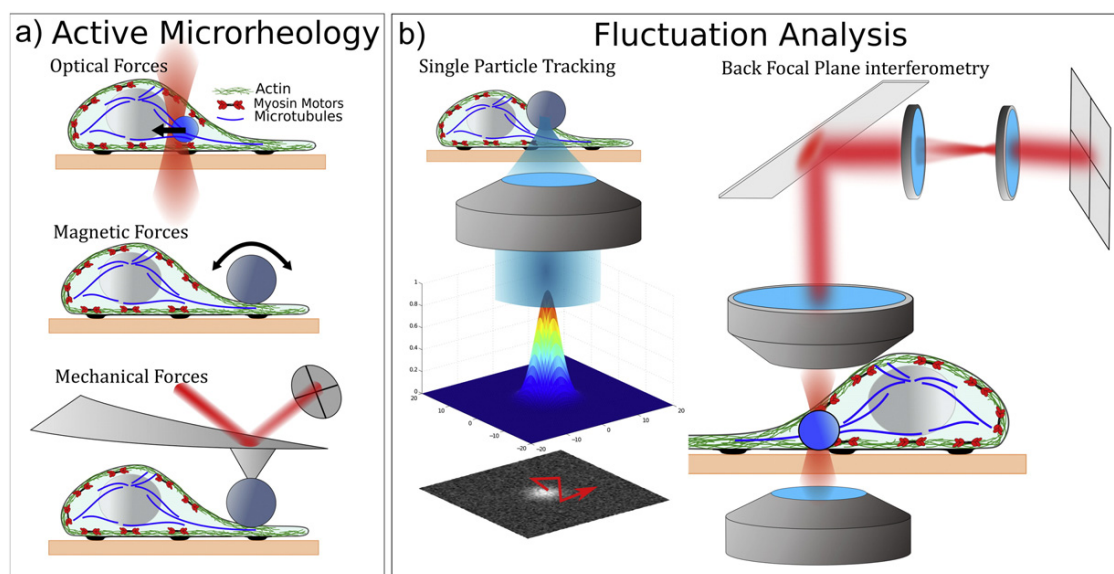 a) Active Microrheology
Optical Forces
Actin
Myosin Motors
Microtubules
Magnetic Forces
Mechanical Forces
b) Fluctuation Analysis
Single Particle Tracking
Back Focal Plane interferometry
1
0.8
0.6
0.4
0.2
0
20
10
0
-10
-20
-20
-10
0
10
20